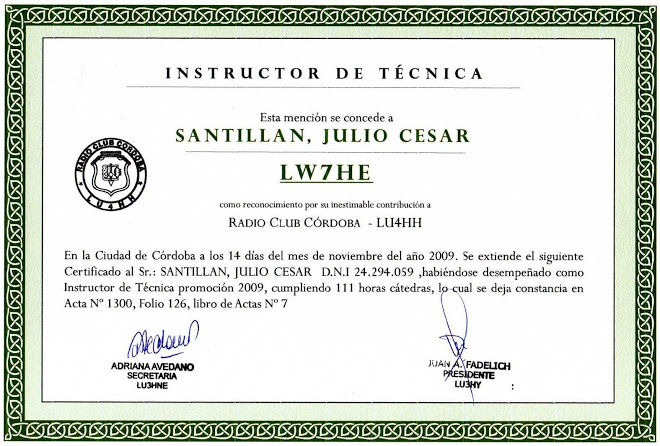 INSTRUCTOR DE TÉCNICA
Esta mención se concede a
SANTILLAN, JULIO CESAR
LW7HE
RADIO CLUB CORDOBA
LU4HH
como reconocimiento por su inestimable contribución a
RADIO CLUB CÓRDOBA - LU4HH
En la Ciudad de Córdoba a los 14 días del mes de noviembre del año 2009. Se extiende el siguiente
Certificado al Sr.: SANTILLAN, JULIO CESAR D.N.I 24.294.059 ,habiéndose desempeñado como
Instructor de Técnica promoción 2009, cumpliendo 111 horas cátedras, lo cual se deja constancia en
Acta Nº 1300, Folio 126, libro de Actas Nº 7
ADRIANA AVEDANO
SECRETARIA
LU3HNE
JUAN A. FADELICH
PRESIDENTE
LU3HY